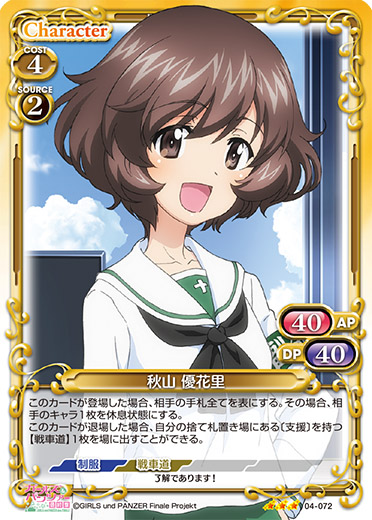 Character
COST
4
SOURCE
2
40 AP
DP 40
秋山 優花里
このカードが登場した場合、相手の手札全てを表にする。その場合、相
手のキャラ1枚を休息状態にする。
このカードが退場した場合、自分の捨て札置き場にある《支援》を持つ
【戦車道】1枚を場に出すことができる。
制服 戦車道
了解であります!
©GIRLS und PANZER Finale Projekt
04-072